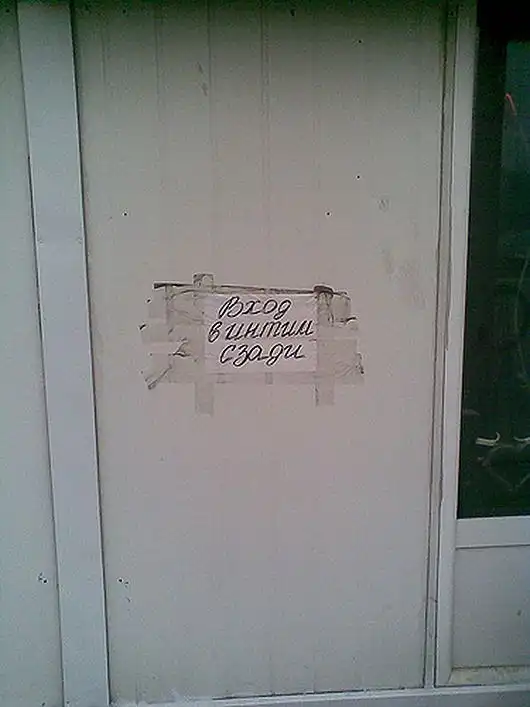 Вход
в интим
сзади